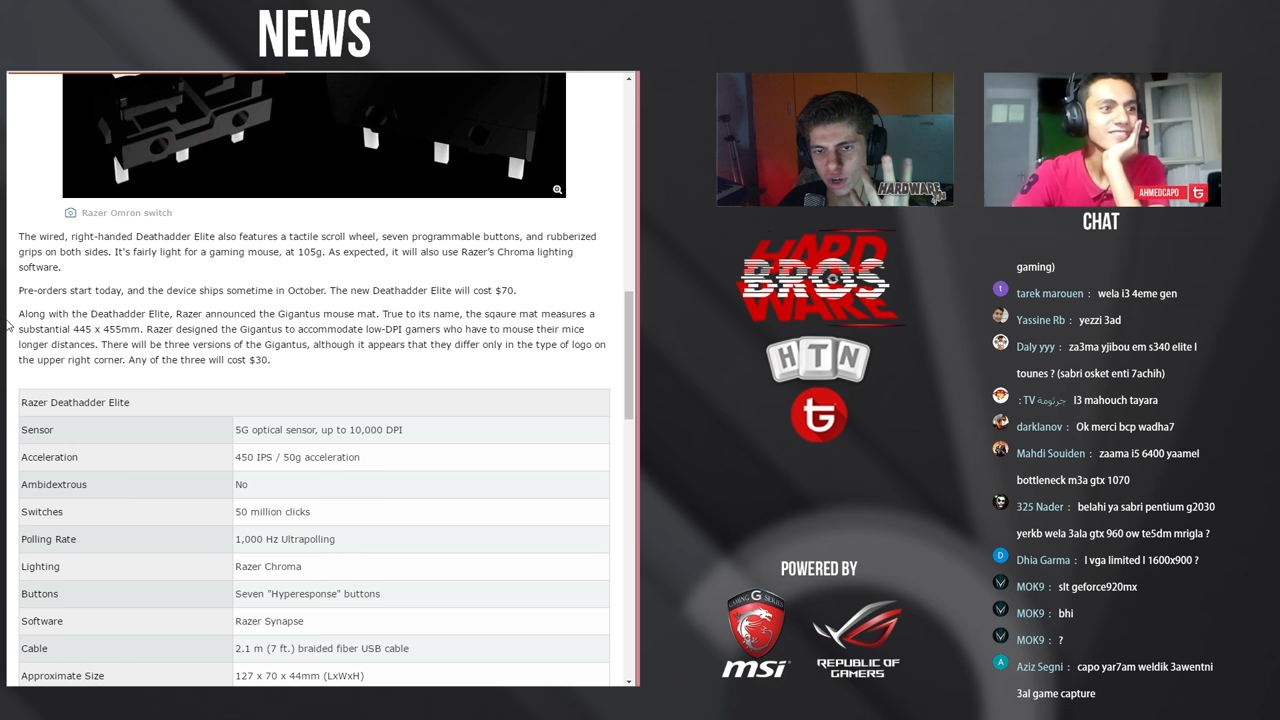 NEWS
Razer Omron switch
The wired, right-handed Deathadder Elite also features a tactile scroll wheel, seven programmable buttons, and rubberized
grips on both sides. It's fairly light for a gaming mouse, at 105g. As expected, it will also use Razer's Chroma lighting
software.
Pre-orders start today, and the device ships sometime in October. The new Deathadder Elite will cost $70.
Along with the Deathadder Elite, Razer announced the Gigantus mouse mat. True to its name, the sqaure mat measures a
substantial 445 x 455mm. Razer designed the Gigantus to accommodate low-DPI gamers who have to mouse their mice
longer distances. There will be three versions of the Gigantus, although it appears that they differ only in the type of logo on
the upper right corner. Any of the three will cost $30.
Razer Deathadder Elite
Sensor 5G optical sensor, up to 10,000 DPI
Acceleration 450 IPS / 50g acceleration
Ambidextrous No
Switches 50 million clicks
Polling Rate 1,000 Hz Ultrapolling
Lighting Razer Chroma
Buttons Seven "Hyperesponse" buttons
Software Razer Synapse
Cable 2.1 m (7 ft.) braided fiber USB cable
Approximate Size 127 x 70 x 44mm (LxWxH)
HARDWARE
AHMEDCAPO
HARD
BROS
WARE
HTN
tg
POWERED BY
GAMING G SERIES
msi
REPUBLIC OF
GAMERS
CHAT
gaming)
t tarek marouen : wela i3 4eme gen
Yassine Rb : yezzi 3ad
Daly yyy : za3ma yjibou em s340 elite l
tounes ? (sabri osket enti 7achih)
جرثومة TV : l3 mahouch tayara
darklanov : Ok merci bcp wadha7
Mahdi Souiden : zaama i5 6400 yaamel
bottleneck m3a gtx 1070
325 Nader : belahi ya sabri pentium g2030
yerkb wela 3ala gtx 960 ow te5dm mrigla ?
D Dhia Garma : l vga limited l 1600x900 ?
MOK9 : slt geforce920mx
MOK9 : bhi
MOK9 : ?
A Aziz Segni : capo yar7am weldik 3awentni
3al game capture